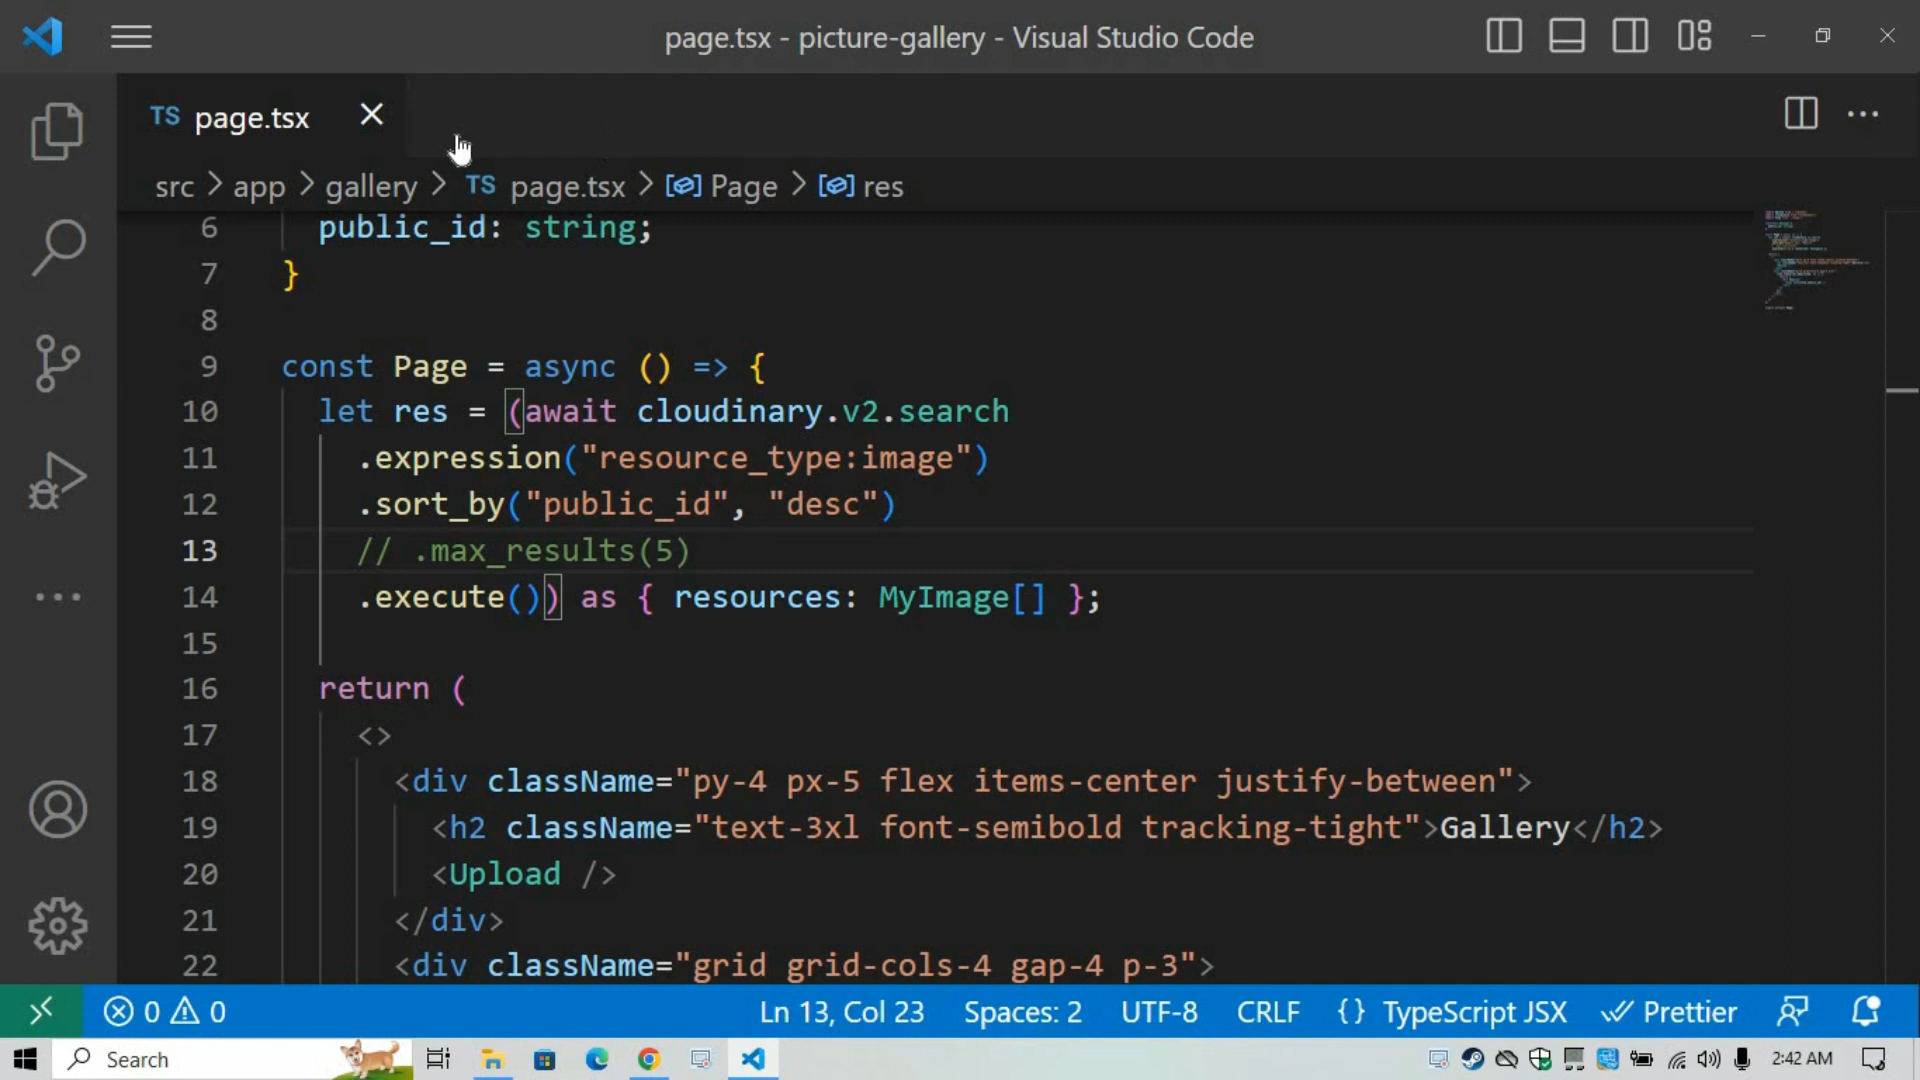 page.tsx - picture-gallery - Visual Studio Code
TS page.tsx
src > app > gallery > TS page.tsx > Page > res
6 public_id: string;
7 }
8
9 const Page = async () => {
10 let res = (await cloudinary.v2.search
11 .expression("resource_type:image")
12 .sort_by("public_id", "desc")
13 // .max_results(5)
14 .execute()) as { resources: MyImage[] };
15
16 return (
17 <>
18 <div className="py-4 px-5 flex items-center justify-between">
19 <h2 className="text-3xl font-semibold tracking-tight">Gallery</h2>
20 <Upload />
21 </div>
22 <div className="grid grid-cols-4 gap-4 p-3">
0 0 Ln 13, Col 23 Spaces: 2 UTF-8 CRLF {} TypeScript JSX Prettier
Search 2:42 AM